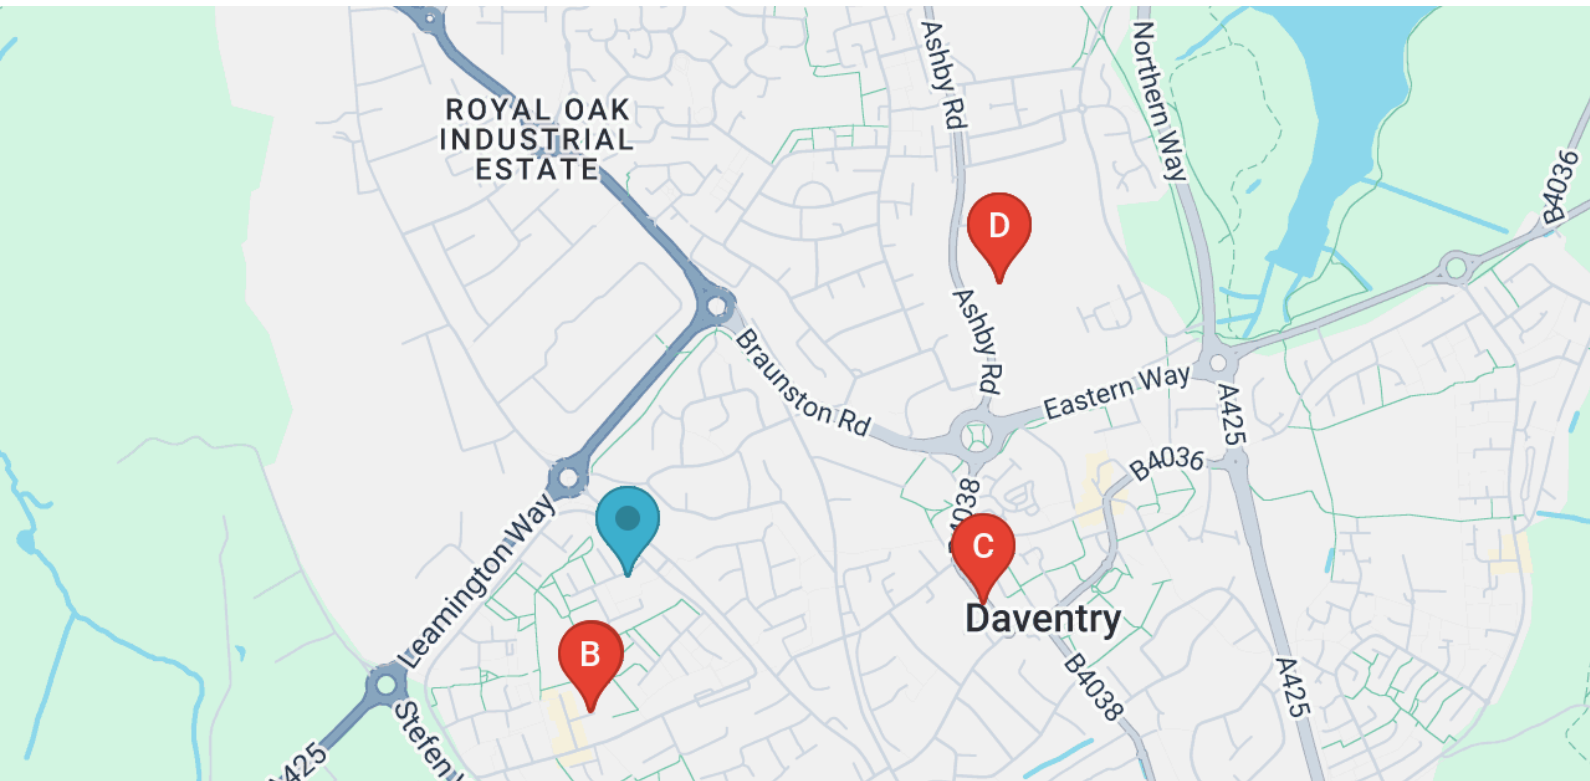 Ashby Rd
Northern Way
ROYAL OAK
INDUSTRIAL
ESTATE
B4036
D
Ashby Rd
Braunston Rd
Eastern Way
A425
B4036
Leamington Way
C
Daventry
B
B4038
A425